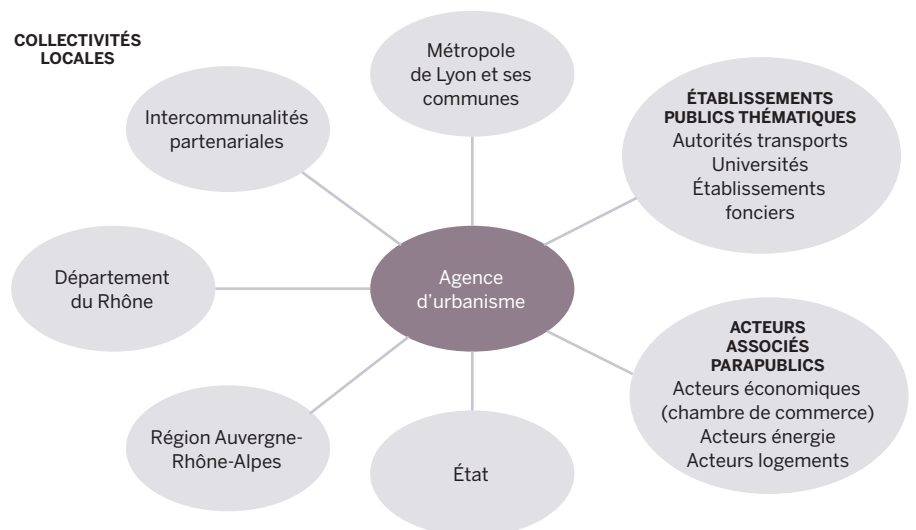 COLLECTIVITÉS
LOCALES
Métropole
de Lyon et ses
communes
Intercommunalités
partenariales
ÉTABLISSEMENTS
PUBLICS THÉMATIQUES
Autorités transports
Universités
Établissements
fonciers
Département
du Rhône
Agence
d’urbanisme
ACTEURS
ASSOCIÉS
PARAPUBLICS
Acteurs économiques
(chambre de commerce)
Acteurs énergie
Acteurs logements
Région Auvergne-
Rhône-Alpes
État